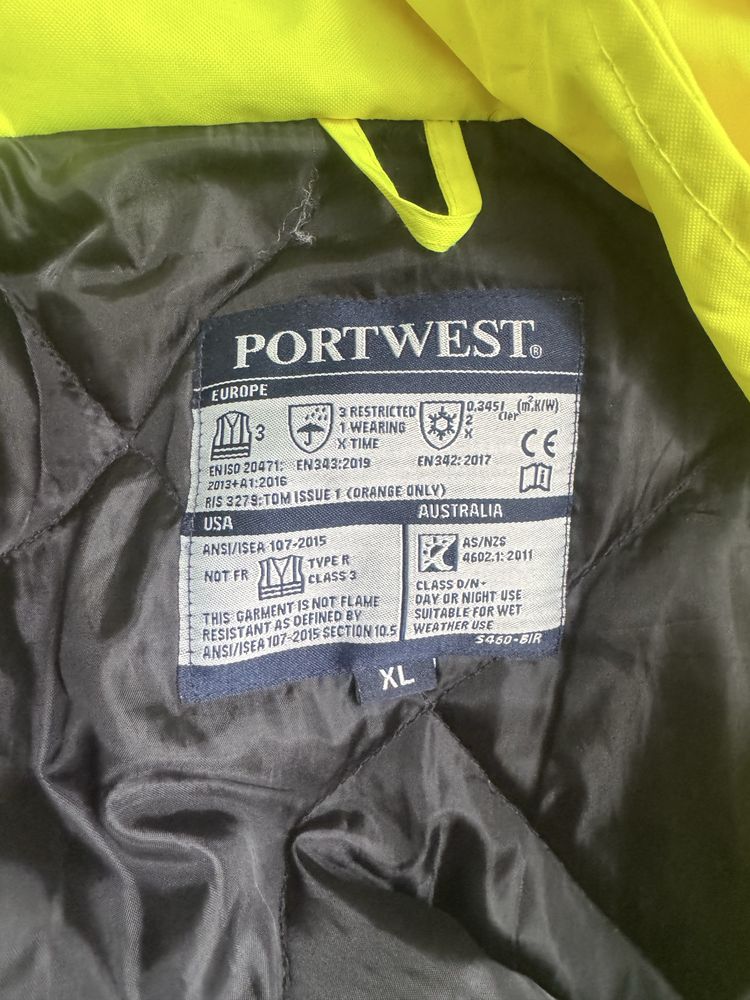 PORTWEST®
EUROPE
3
3 RESTRICTED
1 WEARING
X TIME
0.345 Icler (m².K/W)
2
X
CE
EN ISO 20471:
2013+A1:2016
EN343:2019
EN342: 2017
RIS 3279:TOM ISSUE 1 (ORANGE ONLY)
USA
ANSI/ISEA 107-2015
NOT FR
TYPE R
CLASS 3
THIS GARMENT IS NOT FLAME
RESISTANT AS DEFINED BY
ANSI/ISEA 107-2015 SECTION 10.5
AUSTRALIA
AS/NZS
4602.1: 2011
CLASS D/N-
DAY OR NIGHT USE
SUITABLE FOR WET
WEATHER USE
S460-BIR
XL